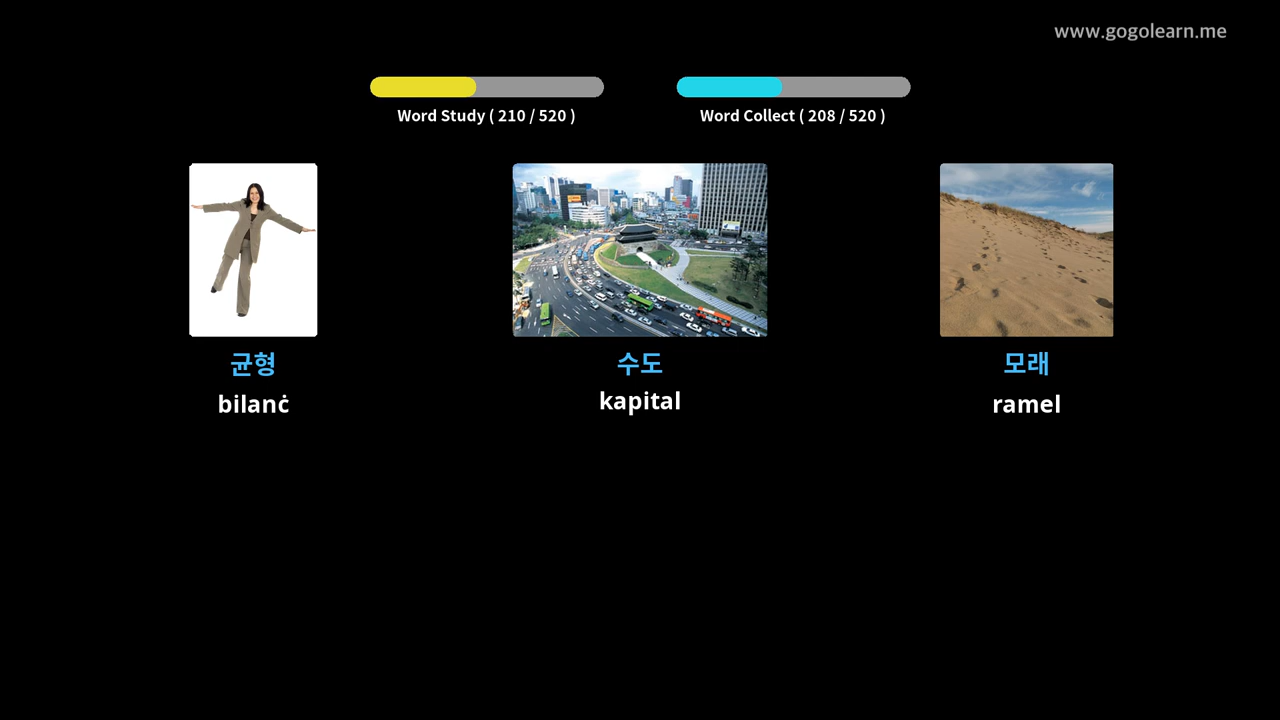 www.gogolearn.me
Word Study ( 210 / 520 )
Word Collect ( 208 / 520 )
균형
수도
모래
bilanċ
kapital
ramel